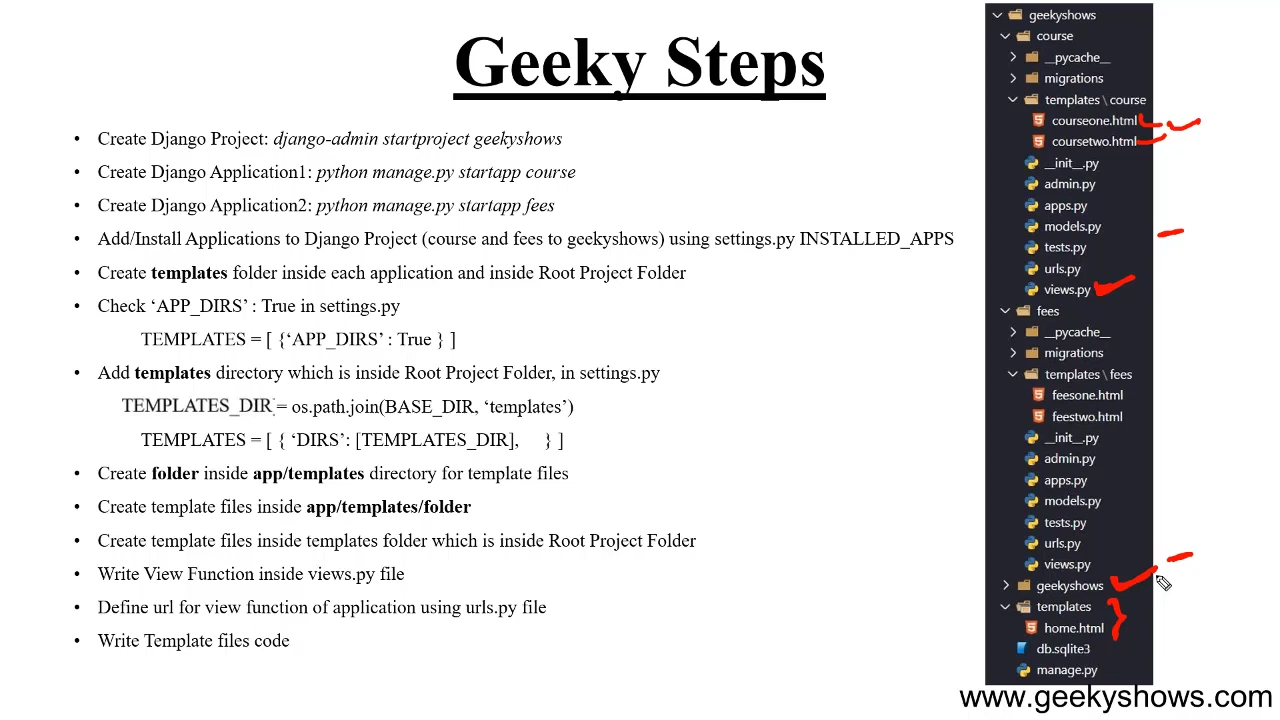 Geeky Steps
• Create Django Project: django-admin startproject geekyshows
• Create Django Application1: python manage.py startapp course
• Create Django Application2: python manage.py startapp fees
• Add/Install Applications to Django Project (course and fees to geekyshows) using settings.py INSTALLED_APPS
• Create templates folder inside each application and inside Root Project Folder
• Check ‘APP_DIRS’ : True in settings.py
TEMPLATES = [ {‘APP_DIRS’ : True } ]
• Add templates directory which is inside Root Project Folder, in settings.py
TEMPLATES_DIR = os.path.join(BASE_DIR, ‘templates’)
TEMPLATES = [ { ‘DIRS’: [TEMPLATES_DIR], } ]
• Create folder inside app/templates directory for template files
• Create template files inside app/templates/folder
• Create template files inside templates folder which is inside Root Project Folder
• Write View Function inside views.py file
• Define url for view function of application using urls.py file
• Write Template files code
geekyshows
course
__pycache__
migrations
templates \ course
courseone.html
coursetwo.html
__init__.py
admin.py
apps.py
models.py
tests.py
urls.py
views.py
fees
__pycache__
migrations
templates \ fees
feesone.html
feestwo.html
__init__.py
admin.py
apps.py
models.py
tests.py
urls.py
views.py
geekyshows
templates
home.html
db.sqlite3
manage.py
www.geekyshows.com